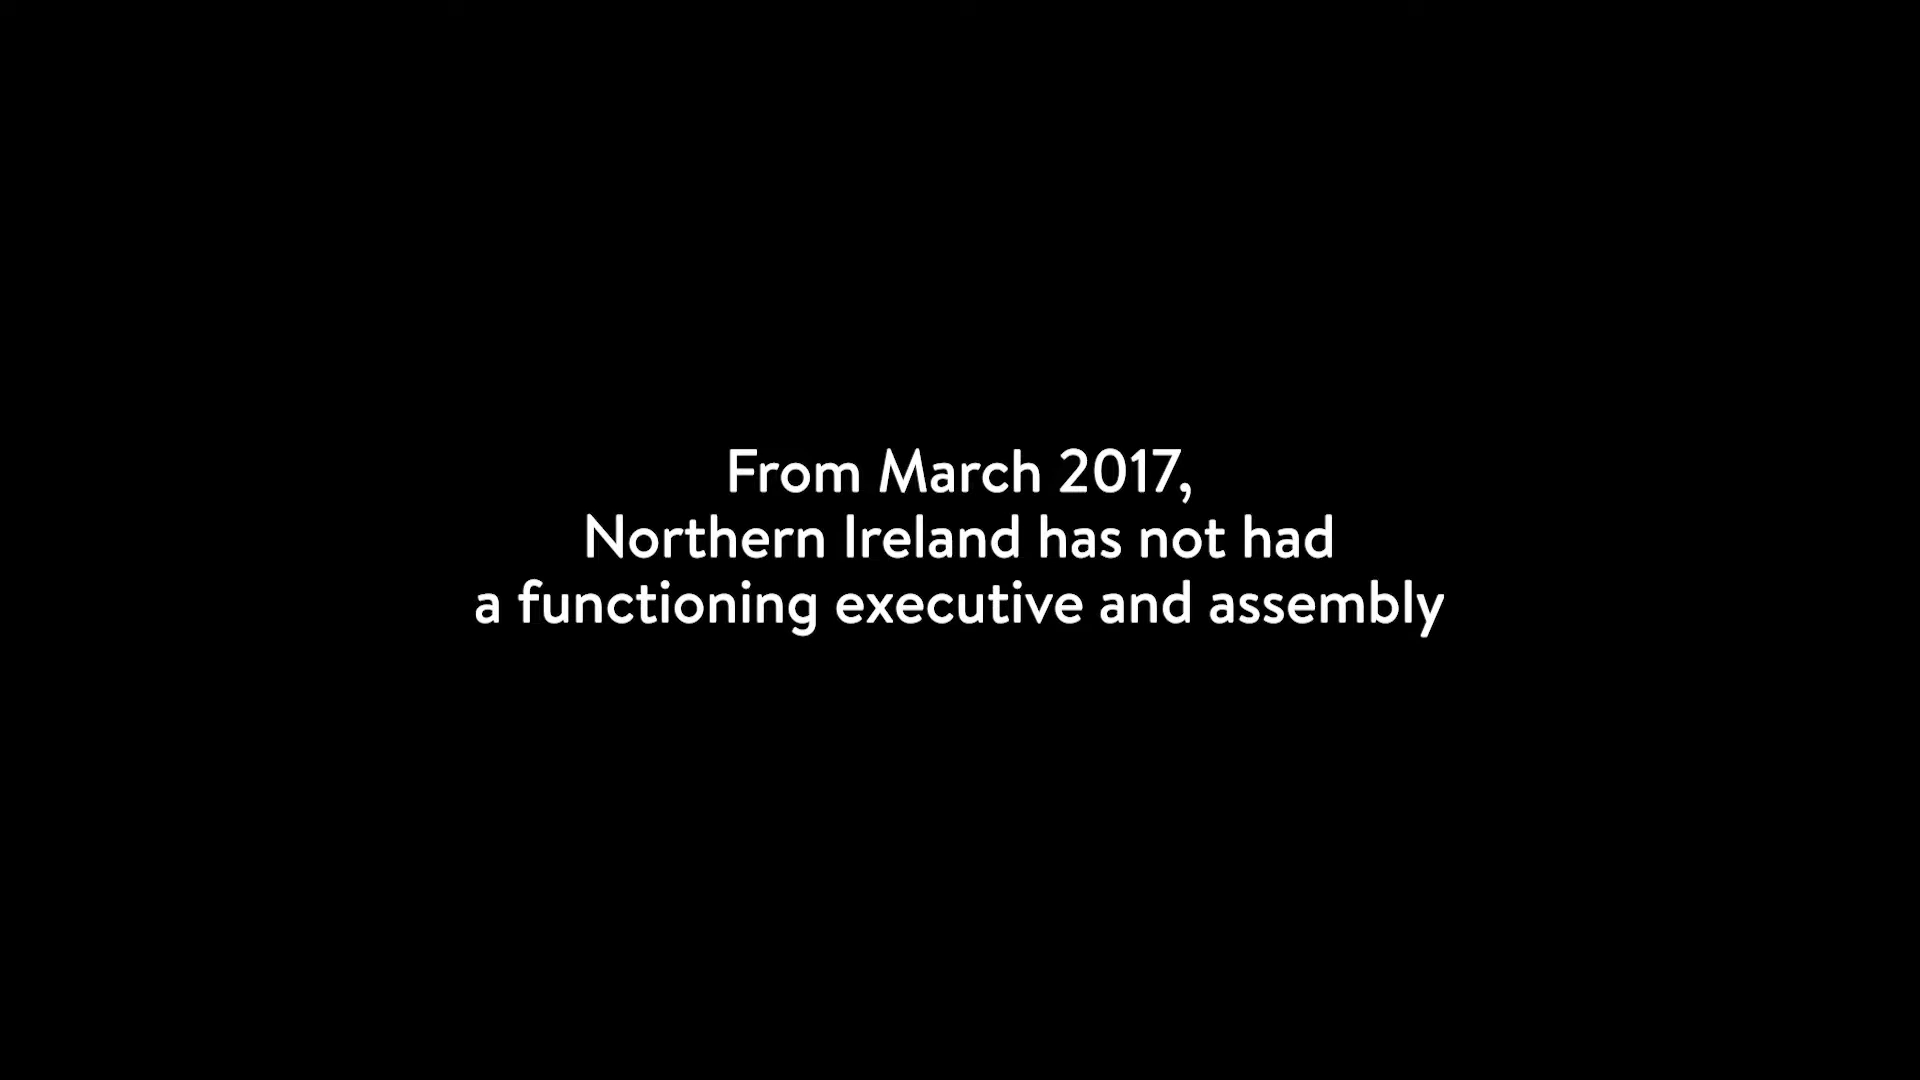 From March 2017,
Northern Ireland has not had
a functioning executive and assembly